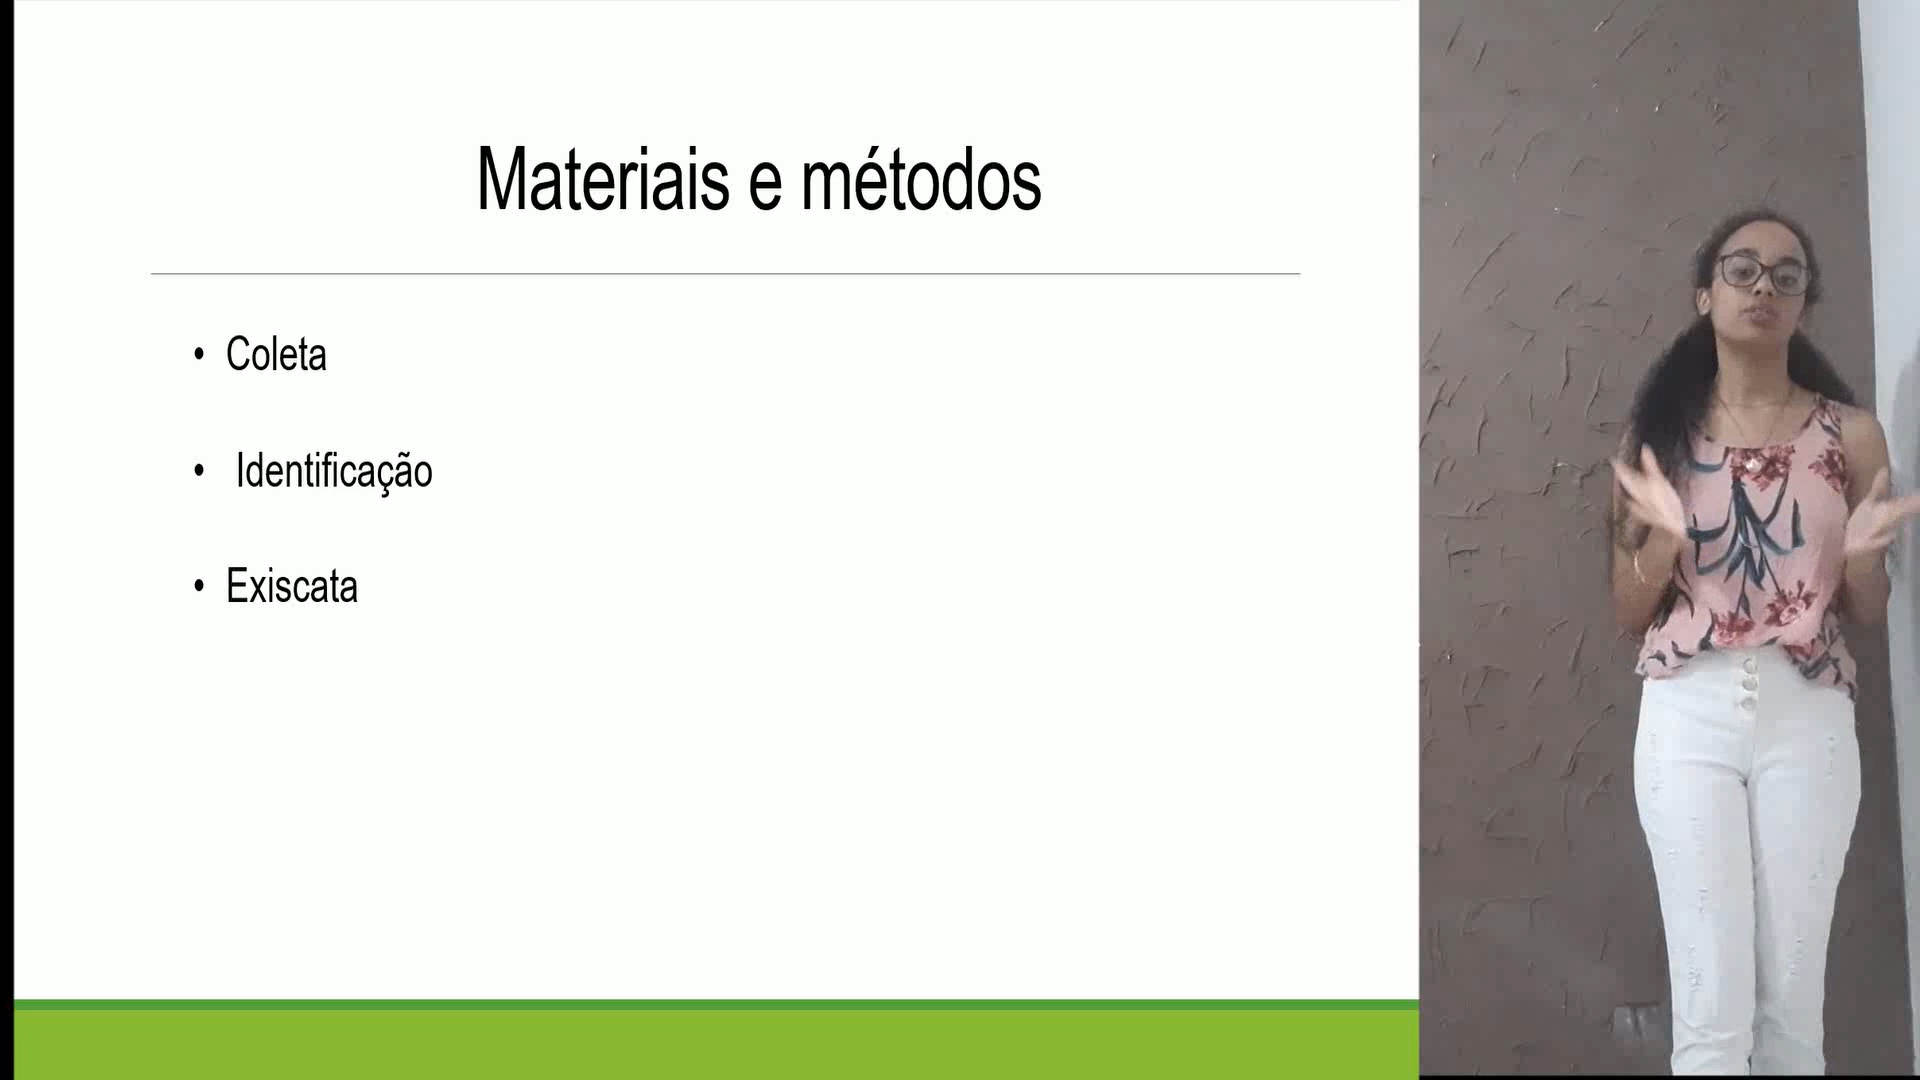 Materiais e métodos
• Coleta
• Identificação
• Exiscata